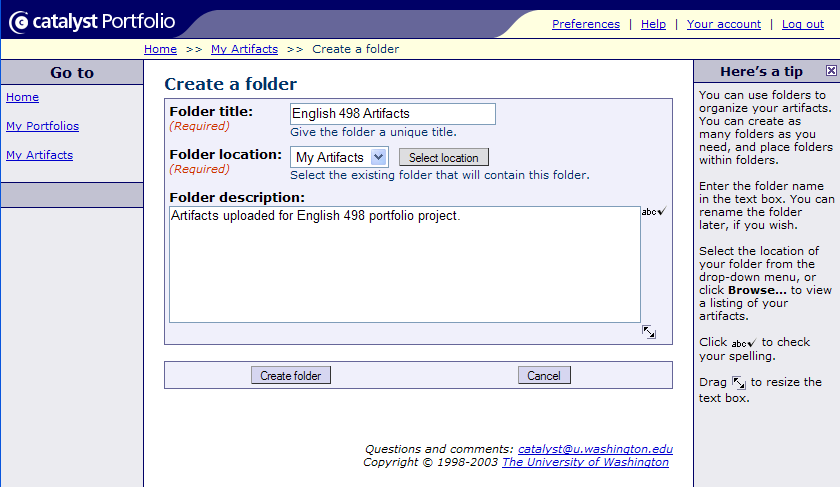 catalyst Portfolio
Preferences | Help | Your account | Log out
Home >> My Artifacts >> Create a folder
Go to
Home
My Portfolios
My Artifacts
Create a folder
Folder title:
(Required)
English 498 Artifacts
Give the folder a unique title.
Folder location:
(Required)
My Artifacts
Select location
Select the existing folder that will contain this folder.
Folder description:
Artifacts uploaded for English 498 portfolio project.
abc
Create folder
Cancel
Questions and comments: catalyst@u.washington.edu
Copyright © 1998-2003 The University of Washington
Here's a tip
You can use folders to
organize your artifacts.
You can create as
many folders as you
need, and place folders
within folders.
Enter the folder name
in the text box. You can
rename the folder
later, if you wish.
Select the location of
your folder from the
drop-down menu, or
click Browse... to view
a listing of your
artifacts.
Click abc to check
your spelling.
Drag to resize the
text box.